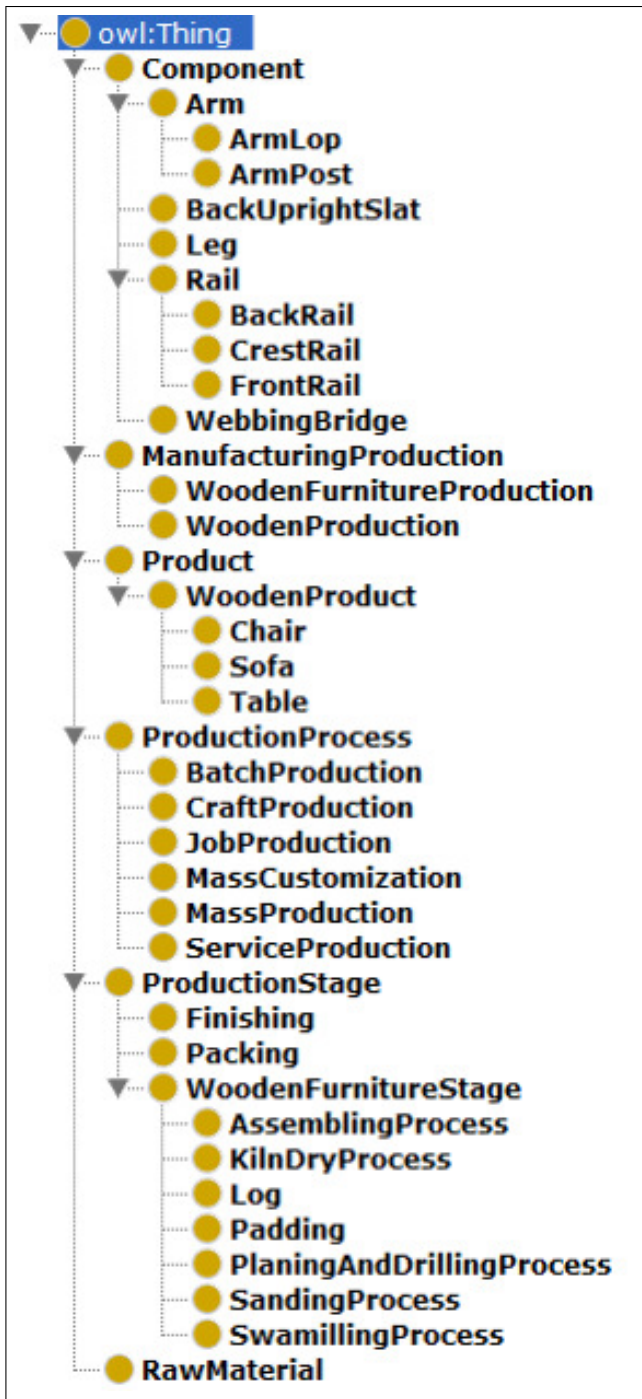 owl:Thing
Component
Arm
ArmLop
ArmPost
BackUprightSlat
Leg
Rail
BackRail
CrestRail
FrontRail
WebbingBridge
ManufacturingProduction
WoodenFurnitureProduction
WoodenProduction
Product
WoodenProduct
Chair
Sofa
Table
ProductionProcess
BatchProduction
CraftProduction
JobProduction
MassCustomization
MassProduction
ServiceProduction
ProductionStage
Finishing
Packing
WoodenFurnitureStage
AssemblingProcess
KilnDryProcess
Log
Padding
PlaningAndDrillingProcess
SandingProcess
SwamillingProcess
RawMaterial